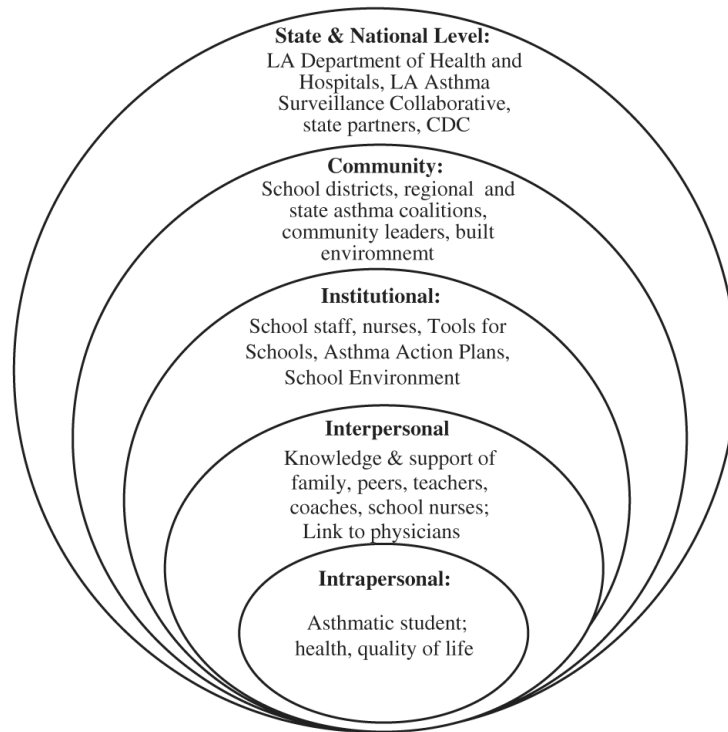 State & National Level:
LA Department of Health and
Hospitals, LA Asthma
Surveillance Collaborative,
state partners, CDC
Community:
School districts, regional and
state asthma coalitions,
community leaders, built
enviromnemt
Institutional:
School staff, nurses, Tools for
Schools, Asthma Action Plans,
School Environment
Interpersonal
Knowledge & support of
family, peers, teachers,
coaches, school nurses;
Link to physicians
Intrapersonal:
Asthmatic student;
health, quality of life